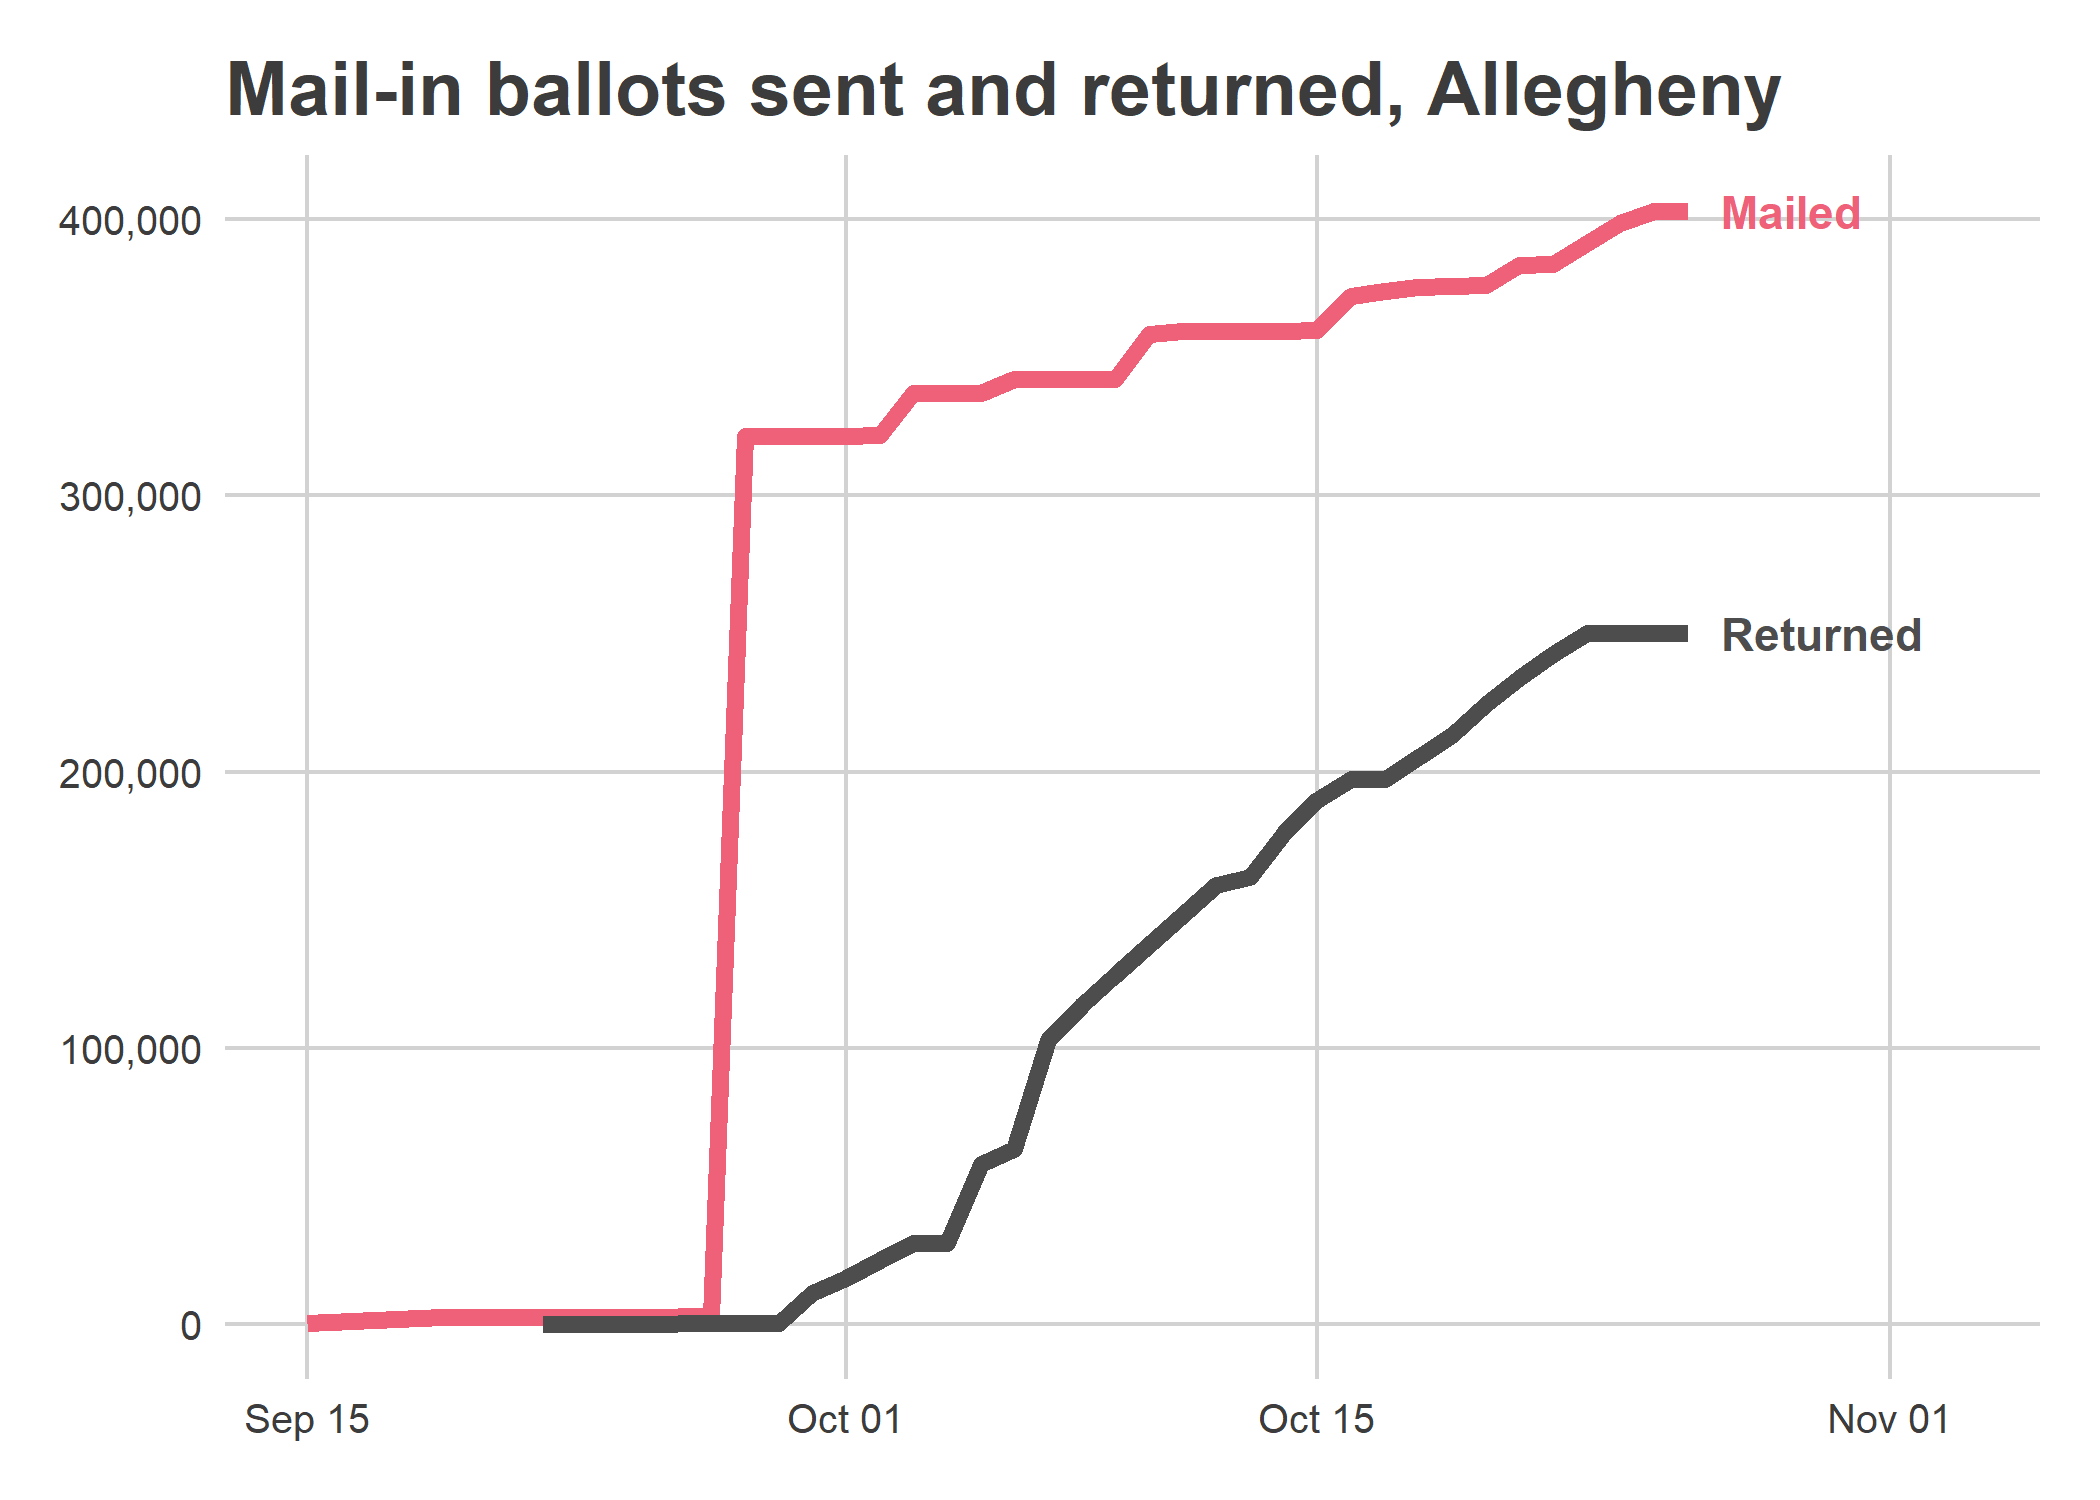 Mail-in ballots sent and returned, Allegheny
400,000
Mailed
300,000
Returned
200,000
100,000
0
Sep 15
Oct 01
Oct 15
Nov 01